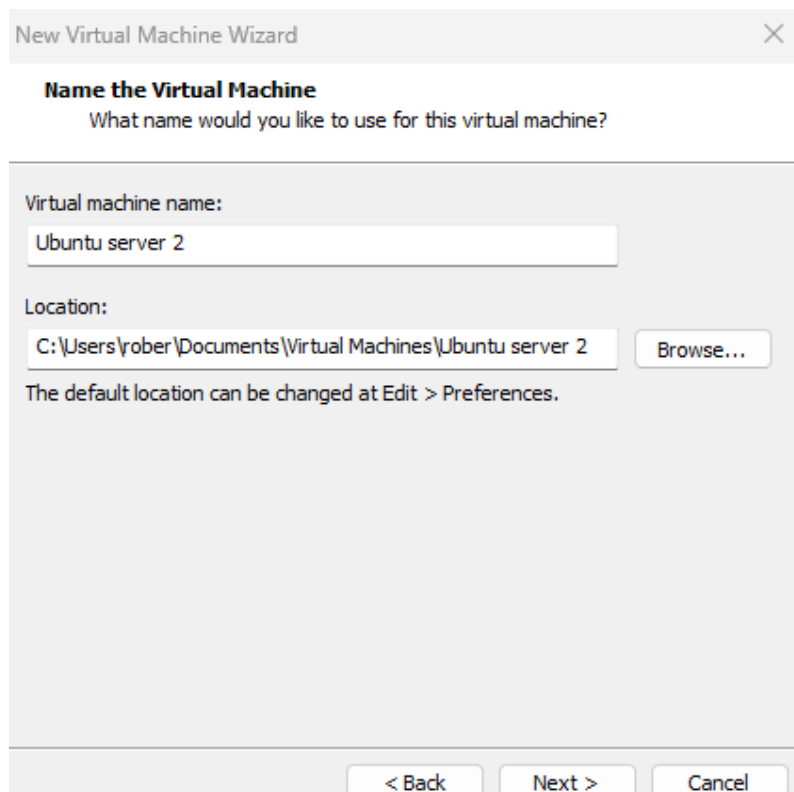 New Virtual Machine Wizard
Name the Virtual Machine
What name would you like to use for this virtual machine?
Virtual machine name:
Ubuntu server 2
Location:
C:\Users\rober\Documents\Virtual Machines\Ubuntu server 2
Browse...
The default location can be changed at Edit > Preferences.
< Back Next > Cancel